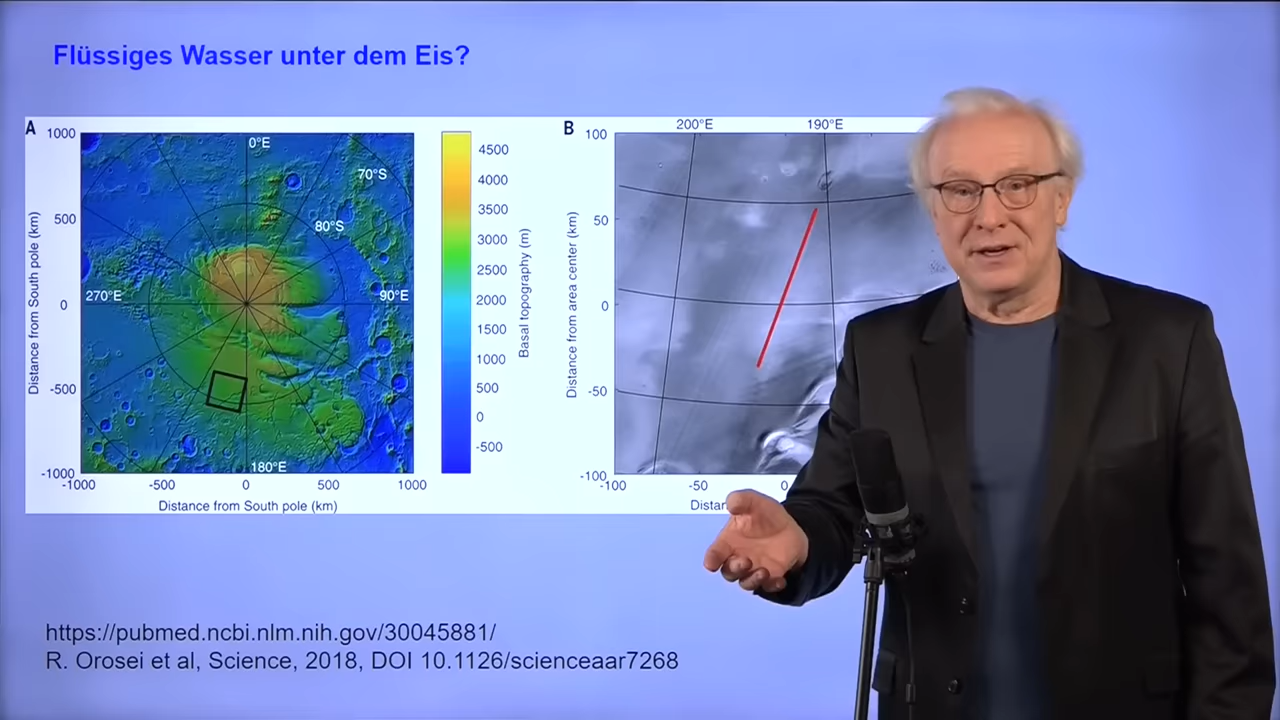 Flüssiges Wasser unter dem Eis?
A
1000
500
0
-500
-1000
Distance from South pole (km)
0°E
70°S
80°S
270°E
90°E
180°E
-1000
-500
0
500
1000
Distance from South pole (km)
4500
4000
3500
3000
2500
2000
1500
1000
500
0
-500
Basal topography (m)
B
200°E
190°E
100
50
0
-50
-100
Distance from area center (km)
-100
-50
0
Distan
https://pubmed.ncbi.nlm.nih.gov/30045881/
R. Orosei et al, Science, 2018, DOI 10.1126/scienceaar7268